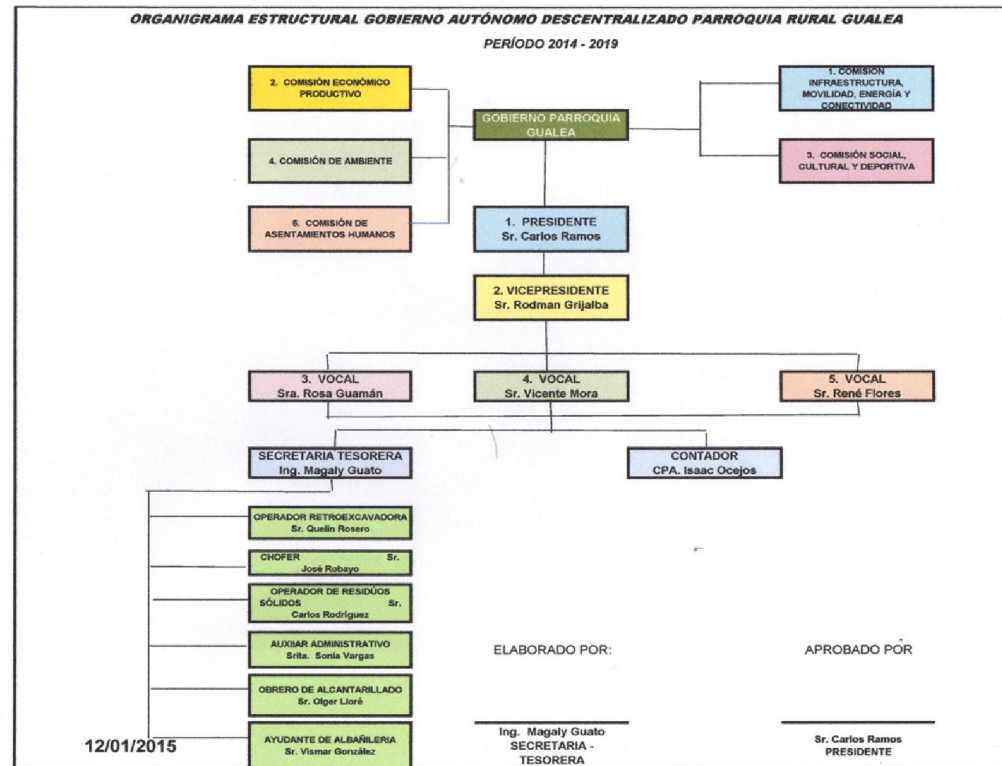 ORGANIGRAMA ESTRUCTURAL GOBIERNO AUTÓNOMO DESCENTRALIZADO PARROQUIA RURAL GUALEA
PERÍODO 2014 - 2019
2. COMISIÓN ECONÓMICO
PRODUCTIVO
1. COMISION
INFRAESTRUCTURA,
MOVILIDAD, ENERGÍA Y
CONECTIVIDAD
GOBIERNO PARROQUIA
GUALEA
4. COMISIÓN DE AMBIENTE
3. COMISIÓN SOCIAL,
CULTURAL Y DEPORTIVA
5. COMISIÓN DE
ASENTAMIENTOS HUMANOS
1. PRESIDENTE
Sr. Carlos Ramos
2. VICEPRESIDENTE
Sr. Rodman Grijalba
3. VOCAL
Sra. Rosa Guamán
4. VOCAL
Sr. Vicente Mora
5. VOCAL
Sr. René Flores
SECRETARIA TESORERA
Ing. Magaly Guato
CONTADOR
CPA. Isaac Ocejos
OPERADOR RETROEXCAVADORA
Sr. Quelin Rosero
CHOFER Sr.
José Robayo
OPERADOR DE RESIDÚOS
SÓLIDOS Sr.
Carlos Rodríguez
AUXIIAR ADMINISTRATIVO
Srita. Sonia Vargas
OBRERO DE ALCANTARILLADO
Sr. Olger Lloré
AYUDANTE DE ALBAÑILERIA
Sr. Vismar González
12/01/2015
ELABORADO POR:
Ing. Magaly Guato
SECRETARIA -
TESORERA
APROBADO POR
Sr. Carlos Ramos
PRESIDENTE